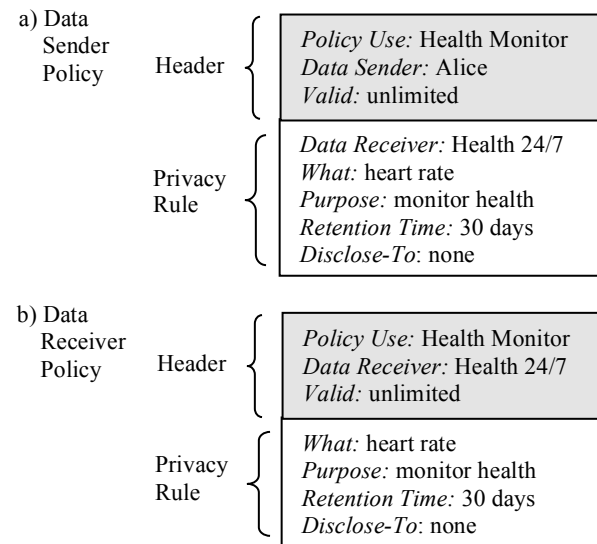 a) Data
Sender
Policy
Header
Policy Use: Health Monitor
Data Sender: Alice
Valid: unlimited
Privacy
Rule
Data Receiver: Health 24/7
What: heart rate
Purpose: monitor health
Retention Time: 30 days
Disclose-To: none
b) Data
Receiver
Policy
Header
Policy Use: Health Monitor
Data Receiver: Health 24/7
Valid: unlimited
Privacy
Rule
What: heart rate
Purpose: monitor health
Retention Time: 30 days
Disclose-To: none